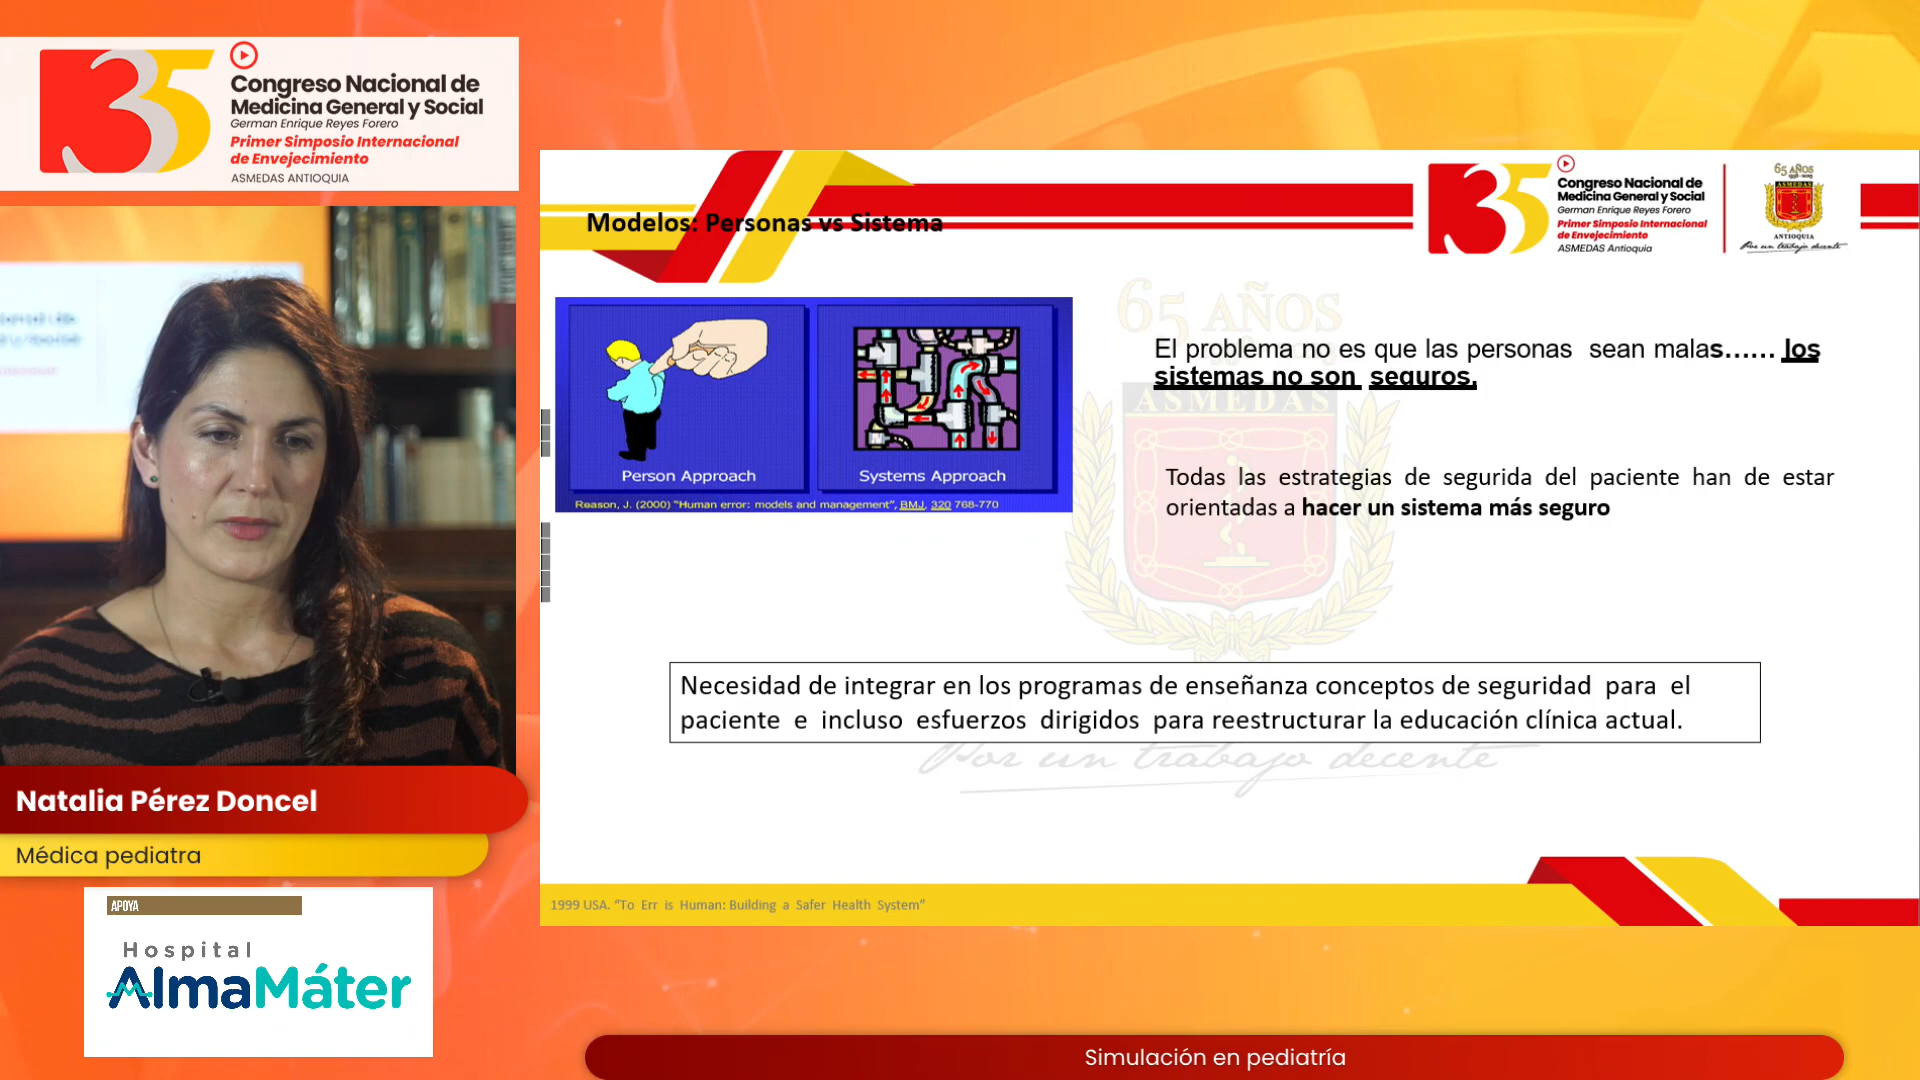 35
Congreso Nacional de
Medicina General y Social
German Enrique Reyes Forero
Primer Simposio Internacional
de Envejecimiento
ASMEDAS ANTIOQUIA
Natalia Pérez Doncel
Médica pediatra
APOYA
Hospital
AlmaMáter
Modelos: Personas vs Sistema
35
Congreso Nacional de
Medicina General y Social
German Enrique Reyes Forero
Primer Simposio Internacional
de Envejecimiento
ASMEDAS Antioquia
65 AÑOS
ASMEDAS
ANTIOQUIA
Por un trabajo decente
Person Approach
Systems Approach
Reason, J. (2000) "Human error: models and management", BMJ, 320 768-770
65 AÑOS
El problema no es que las personas sean malas...... los
sistemas no son seguros.
ASMEDAS
Todas las estrategias de segurida del paciente han de estar
orientadas a hacer un sistema más seguro
Necesidad de integrar en los programas de enseñanza conceptos de seguridad para el
paciente e incluso esfuerzos dirigidos para reestructurar la educación clínica actual.
Por un trabajo decente
1999 USA. “To Err is Human: Building a Safer Health System”
Simulación en pediatría